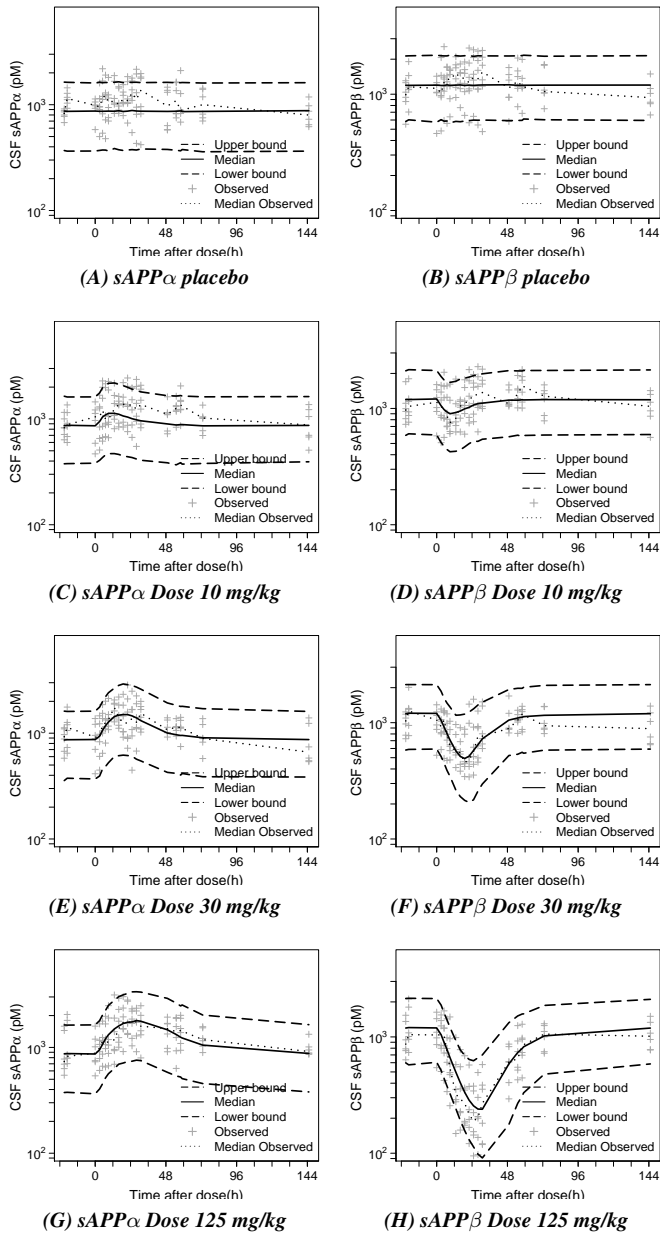 CSF sAPPα (pM)
10³
10²
Upper bound
Median
Lower bound
Observed
Median Observed
0 48 96 144
Time after dose(h)
(A) sAPPα placebo
CSF sAPPβ (pM)
10³
10²
Upper bound
Median
Lower bound
Observed
Median Observed
0 48 96 144
Time after dose(h)
(B) sAPPβ placebo
CSF sAPPα (pM)
10³
10²
Upper bound
Median
Lower bound
Observed
Median Observed
0 48 96 144
Time after dose(h)
(C) sAPPα Dose 10 mg/kg
CSF sAPPβ (pM)
10³
10²
Upper bound
Median
Lower bound
Observed
Median Observed
0 48 96 144
Time after dose(h)
(D) sAPPβ Dose 10 mg/kg
CSF sAPPα (pM)
10³
10²
Upper bound
Median
Lower bound
Observed
Median Observed
0 48 96 144
Time after dose(h)
(E) sAPPα Dose 30 mg/kg
CSF sAPPβ (pM)
10³
10²
Upper bound
Median
Lower bound
Observed
Median Observed
0 48 96 144
Time after dose(h)
(F) sAPPβ Dose 30 mg/kg
CSF sAPPα (pM)
10³
10²
Upper bound
Median
Lower bound
Observed
Median Observed
0 48 96 144
Time after dose(h)
(G) sAPPα Dose 125 mg/kg
CSF sAPPβ (pM)
10³
10²
Upper bound
Median
Lower bound
Observed
Median Observed
0 48 96 144
Time after dose(h)
(H) sAPPβ Dose 125 mg/kg